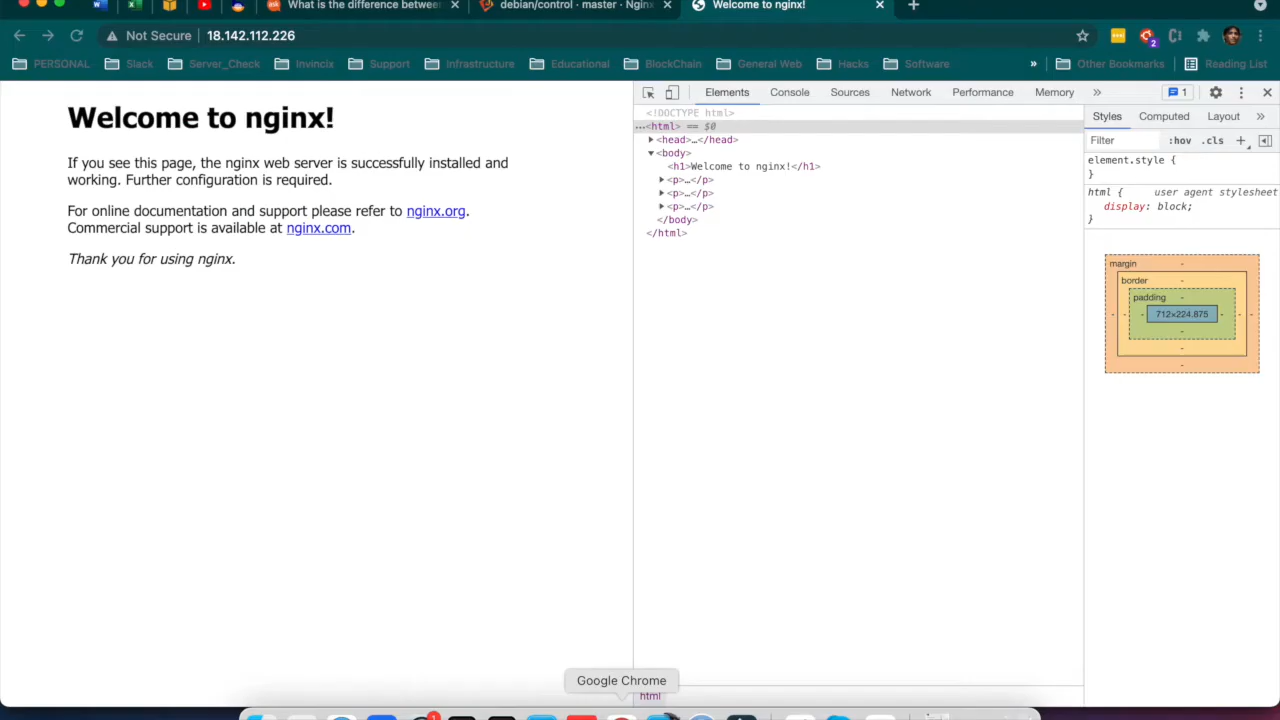 What is the difference betwee
debian/control · master · Nginx
Welcome to nginx!
Not Secure
18.142.112.226
2
PERSONAL
Slack
Server_Check
Invincix
Support
Infrastructure
Educational
BlockChain
General Web
Hacks
Software
»
Other Bookmarks
Reading List
Welcome to nginx!
If you see this page, the nginx web server is successfully installed and
working. Further configuration is required.
For online documentation and support please refer to nginx.org.
Commercial support is available at nginx.com.
Thank you for using nginx.
Elements Console Sources Network Performance Memory » 1
<!DOCTYPE html>
…<html> == $0
<head>…</head>
<body>
<h1>Welcome to nginx!</h1>
<p>…</p>
<p>…</p>
<p>…</p>
</body>
</html>
Styles Computed Layout »
Filter :hov .cls +
element.style {
}
html { user agent stylesheet
display: block;
}
margin -
border -
padding -
- - - 712×224.875 - - -
-
-
-
Google Chrome
html
1